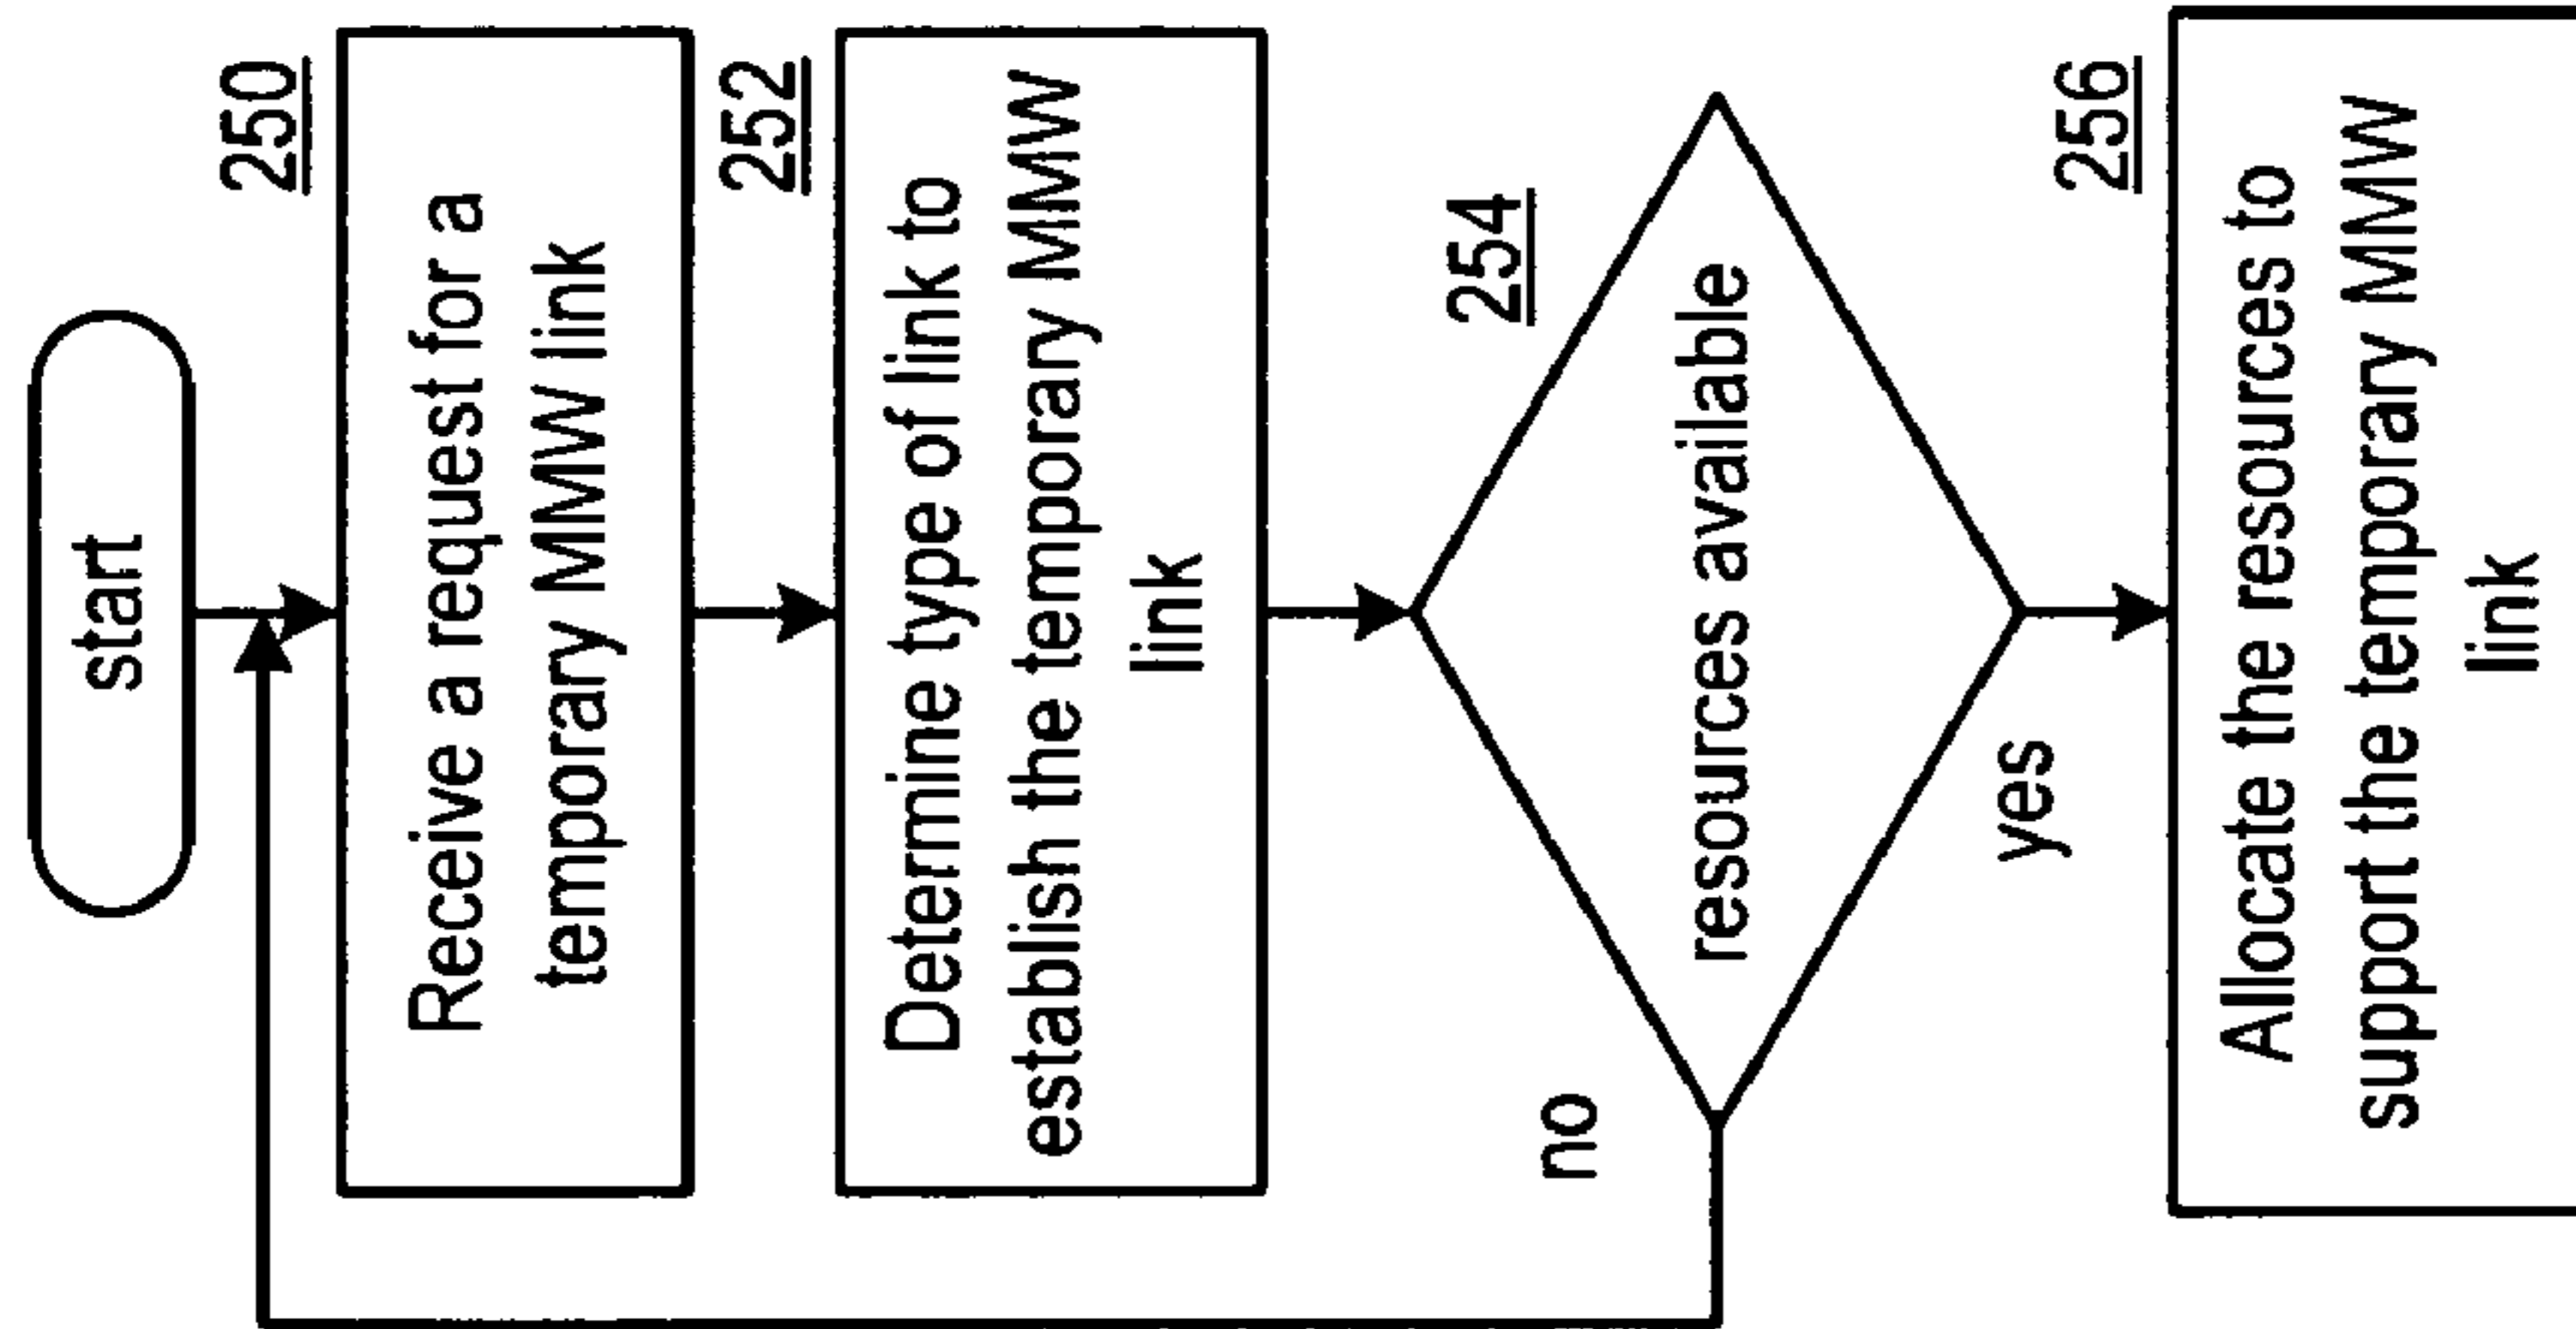 start
250
Receive a request for a
temporary MMW link
252
Determine type of link to
establish the temporary MMW
link
254
resources available
no
yes
256
Allocate the resources to
support the temporary MMW
link